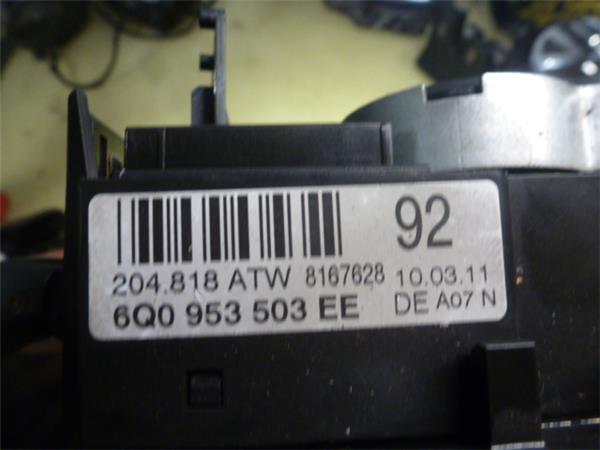 92
204.818 ATW 8167628 10.03.11
6Q0 953 503 EE DE A07 N